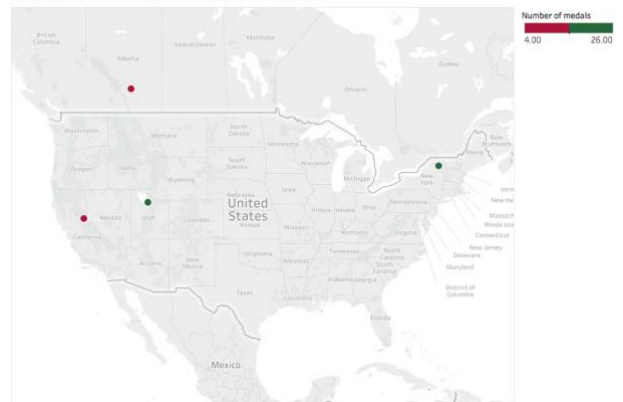 Number of medals
4.00 26.00
British
Columbia
Alberta
Saskatchewan
Manitoba
Ontario
Quebec
New
Brunswick
Maine
Washington
Montana
North
Dakota
Minnesota
Oregon
Idaho
Wyoming
South
Dakota
Wisconsin
Michigan
New
York
Nebraska
Iowa
Illinois
Indiana
Ohio
Pennsylvania
Nevada
Utah
Colorado
United
States
Kansas
Missouri
Kentucky
Virginia
California
Arizona
New
Mexico
Oklahoma
Arkansas
Tennessee
North
Carolina
South
Carolina
Alabama
Georgia
Texas
Louisiana
Florida
Connecticut
New Jersey
Delaware
Maryland
District of
Columbia
Mexico